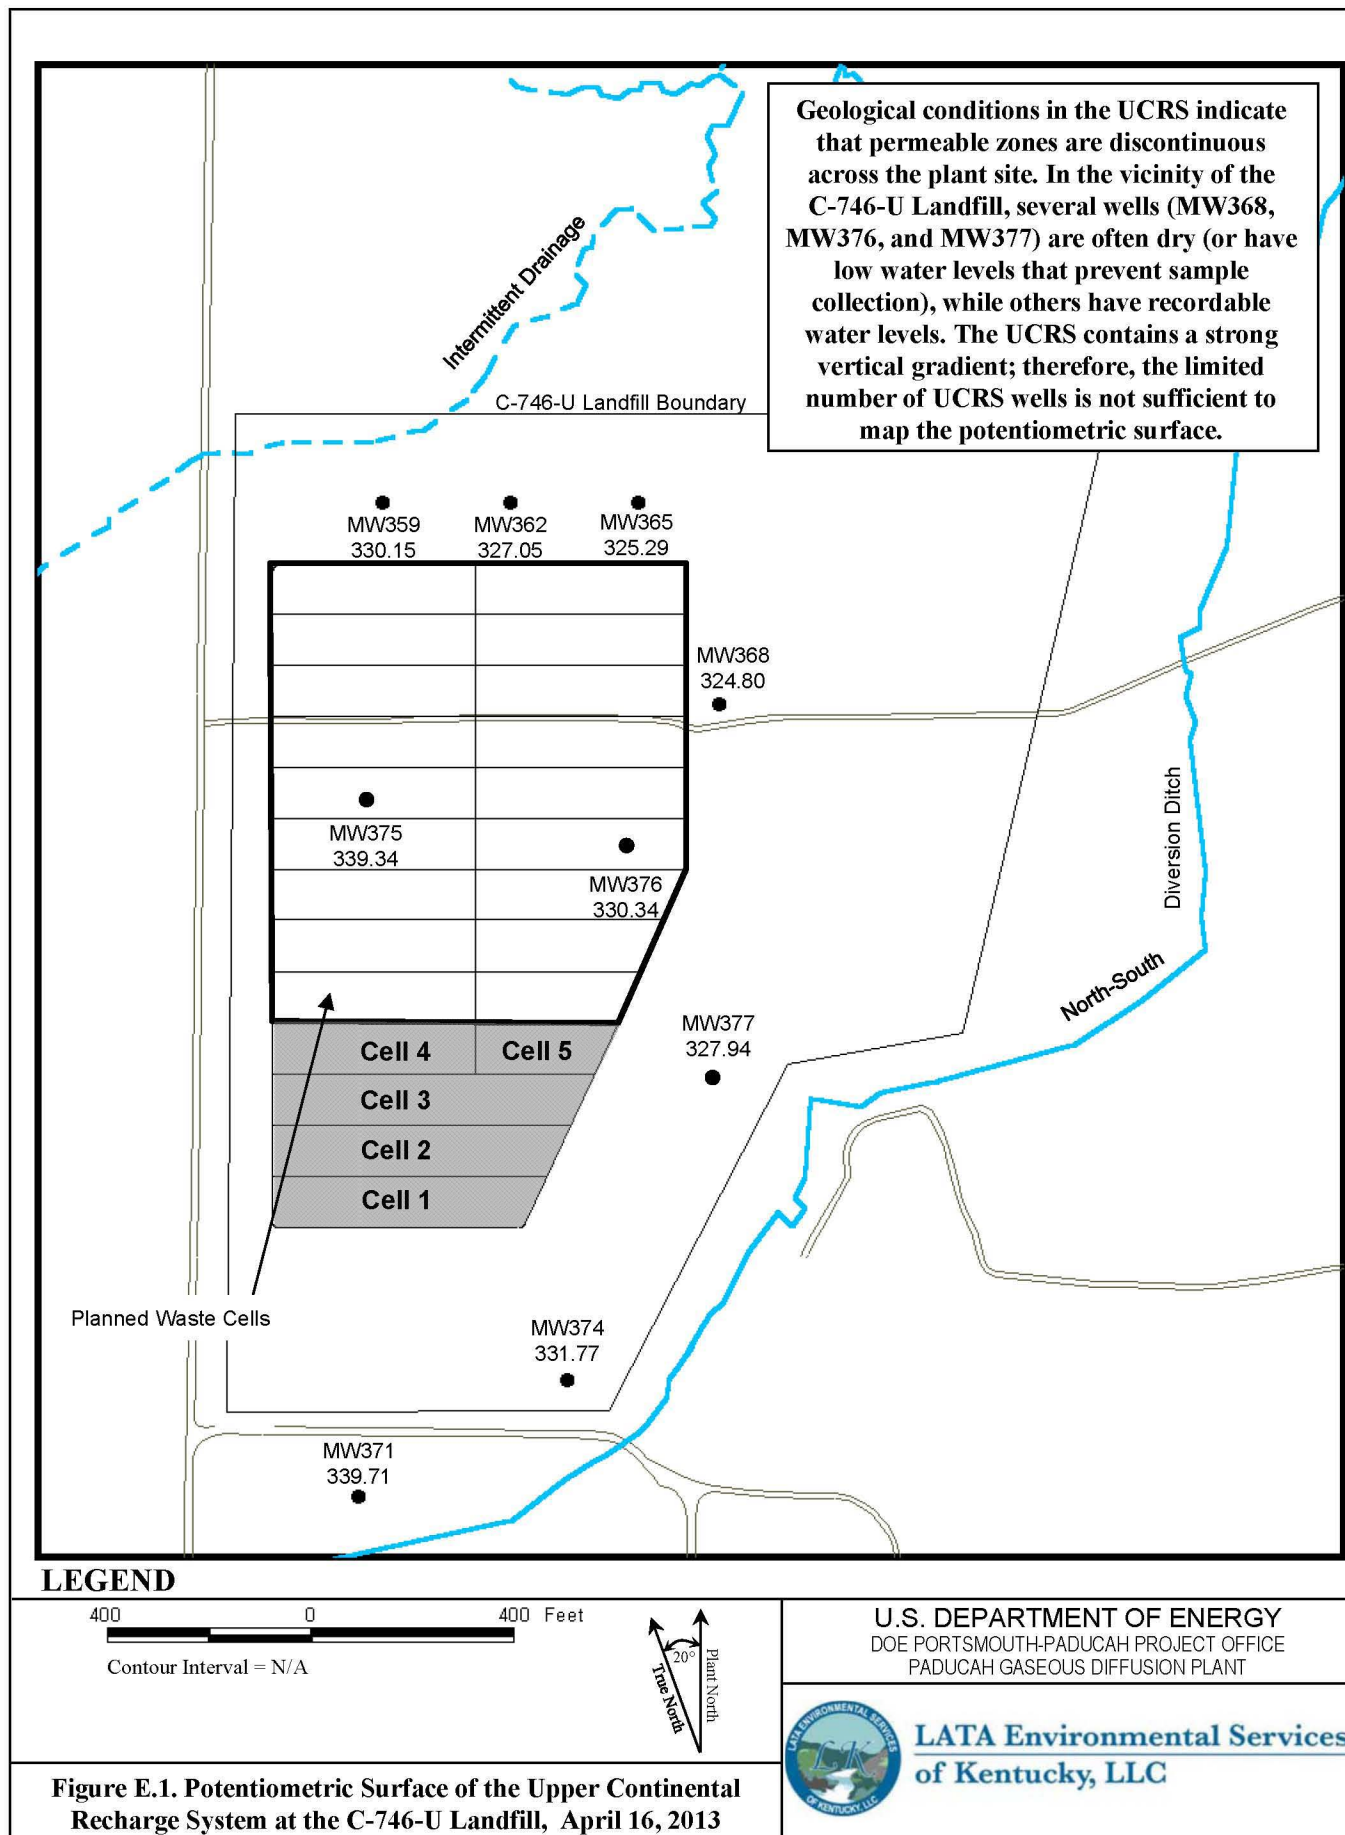 Geological conditions in the UCRS indicate
that permeable zones are discontinuous
across the plant site. In the vicinity of the
C-746-U Landfill, several wells (MW368,
MW376, and MW377) are often dry (or have
low water levels that prevent sample
collection), while others have recordable
water levels. The UCRS contains a strong
vertical gradient; therefore, the limited
number of UCRS wells is not sufficient to
map the potentiometric surface.
Intermittent Drainage
C-746-U Landfill Boundary
MW359
330.15
MW362
327.05
MW365
325.29
MW368
324.80
MW375
339.34
MW376
330.34
Diversion Ditch
North-South
MW377
327.94
Cell 4
Cell 5
Cell 3
Cell 2
Cell 1
Planned Waste Cells
MW374
331.77
MW371
339.71
LEGEND
400 0 400 Feet
Contour Interval = N/A
20°
True North
Plant North
U.S. DEPARTMENT OF ENERGY
DOE PORTSMOUTH-PADUCAH PROJECT OFFICE
PADUCAH GASEOUS DIFFUSION PLANT
LATA ENVIRONMENTAL SERVICES
LK
OF KENTUCKY, LLC
LATA Environmental Services
of Kentucky, LLC
Figure E.1. Potentiometric Surface of the Upper Continental
Recharge System at the C-746-U Landfill, April 16, 2013